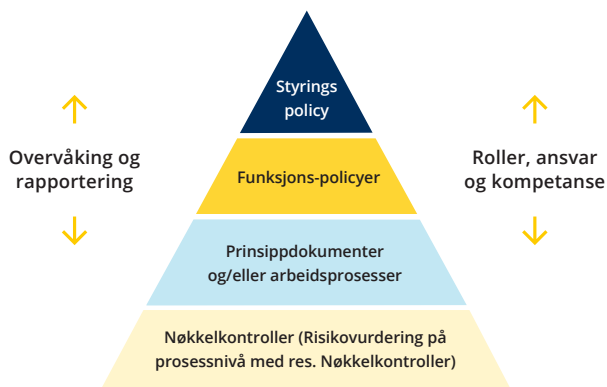 Styrings
policy
Overvåking og
rapportering
Funksjons-policyer
Roller, ansvar
og kompetanse
Prinsippdokumenter
og/eller arbeidsprosesser
Nøkkelkontroller (Risikovurdering på
prosessnivå med res. Nøkkelkontroller)